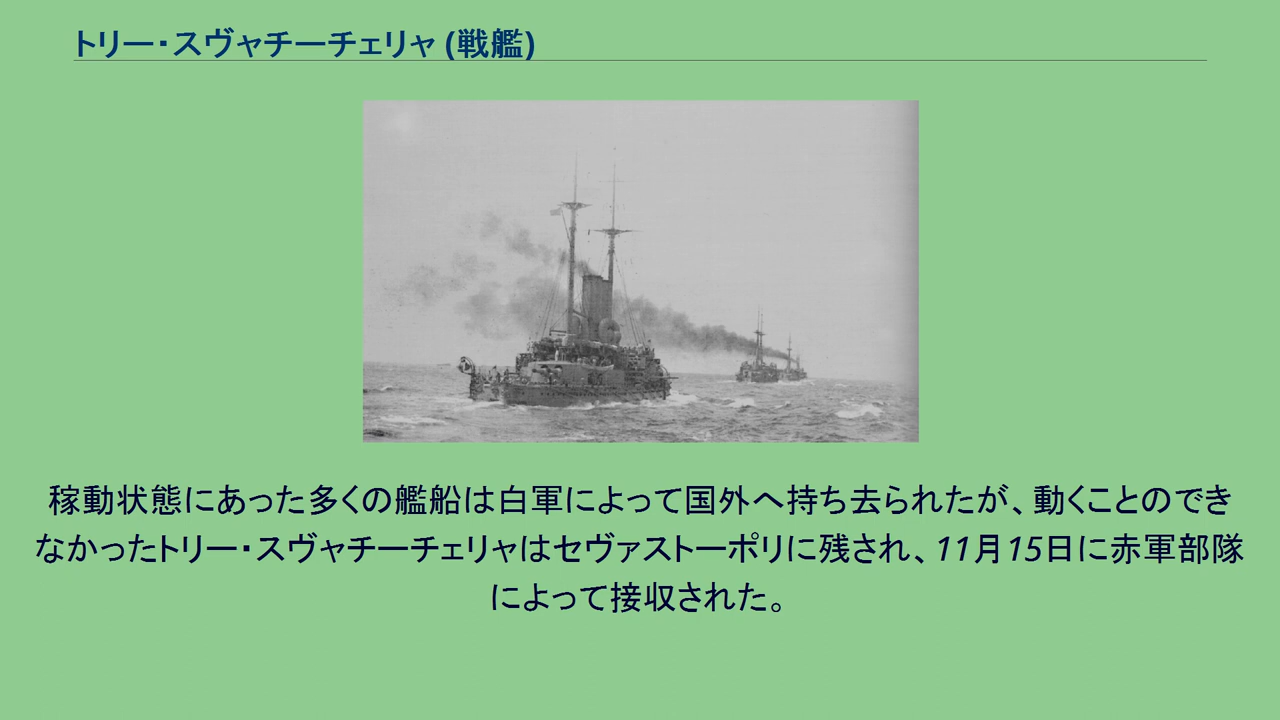 トリー・スヴャチーチェリャ (戦艦)
稼動状態にあった多くの艦船は白軍によって国外へ持ち去られたが、動くことのでき
なかったトリー・スヴャチーチェリャはセヴァストーポリに残され、11月15日に赤軍部隊
によって接収された。